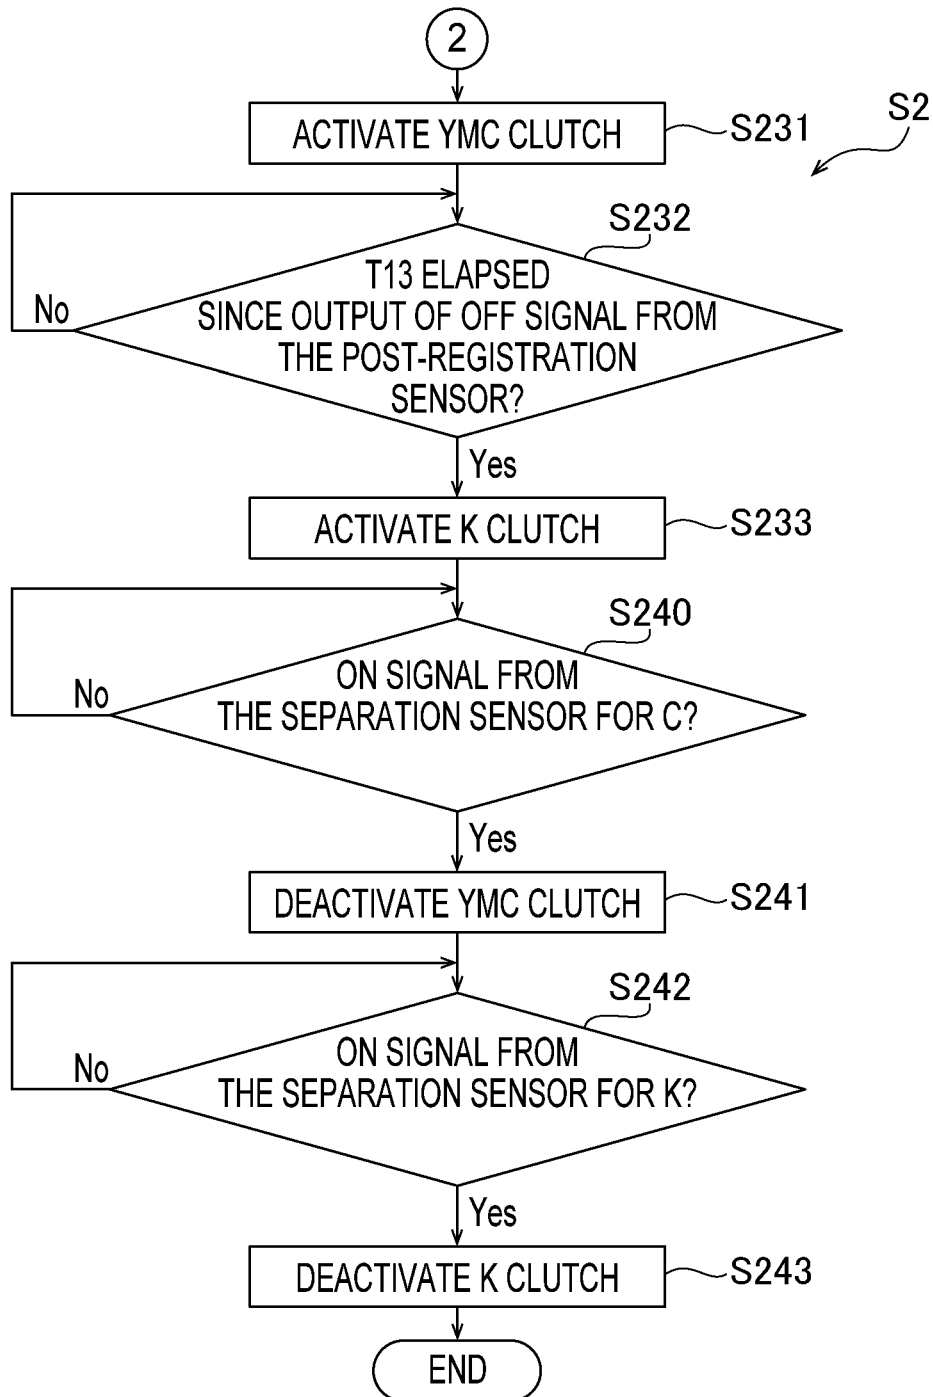 2
ACTIVATE YMC CLUTCH
S231
S2
S232
T13 ELAPSED
SINCE OUTPUT OF OFF SIGNAL FROM
THE POST-REGISTRATION
SENSOR?
No
Yes
ACTIVATE K CLUTCH
S233
S240
ON SIGNAL FROM
THE SEPARATION SENSOR FOR C?
No
Yes
DEACTIVATE YMC CLUTCH
S241
S242
ON SIGNAL FROM
THE SEPARATION SENSOR FOR K?
No
Yes
DEACTIVATE K CLUTCH
S243
END